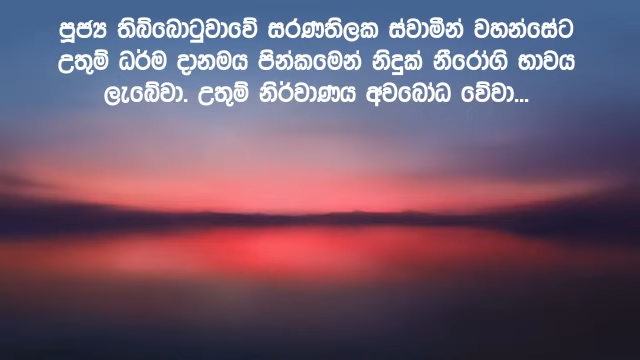 පූජ්‍ය තිබ්බොටුවාවේ සරණතිලක ස්වාමීන් වහන්සේට
උතුම් ධර්ම දානමය පින්කමෙන් නිදුක් නීරෝගි භාවය
ලැබේවා. උතුම් නිර්වාණය අවබෝධ වේවා...